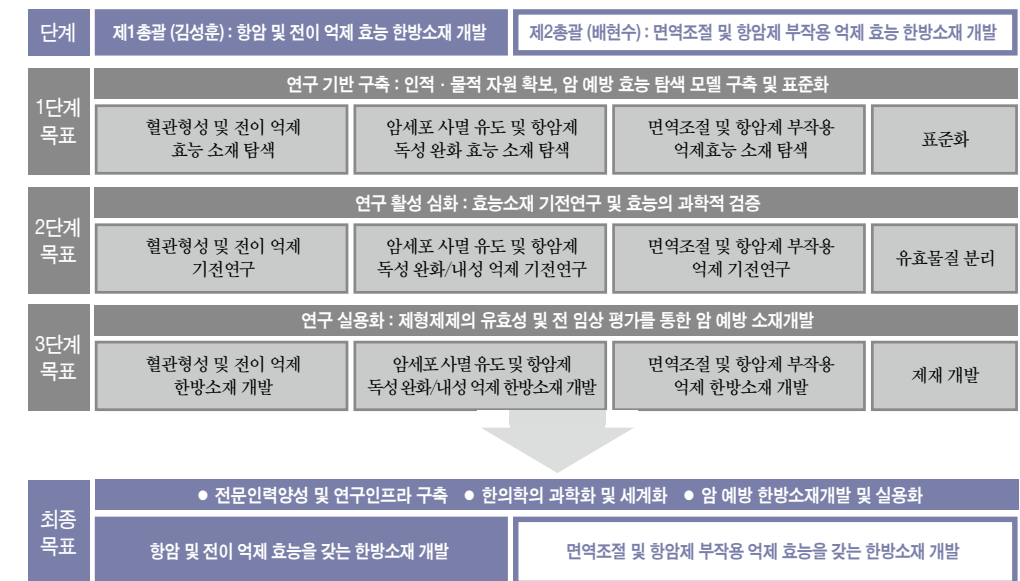 단계
제1총괄 (김성훈) : 항암 및 전이 억제 효능 한방소재 개발
제2총괄 (배현수) : 면역조절 및 항암제 부작용 억제 효능 한방소재 개발
1단계
목표
연구 기반 구축 : 인적 · 물적 자원 확보, 암 예방 효능 탐색 모델 구축 및 표준화
혈관형성 및 전이 억제
효능 소재 탐색
암세포 사멸 유도 및 항암제
독성 완화 효능 소재 탐색
면역조절 및 항암제 부작용
억제효능 소재 탐색
표준화
2단계
목표
연구 활성 심화 : 효능소재 기전연구 및 효능의 과학적 검증
혈관형성 및 전이 억제
기전연구
암세포 사멸 유도 및 항암제
독성 완화/내성 억제 기전연구
면역조절 및 항암제 부작용
억제 기전연구
유효물질 분리
3단계
목표
연구 실용화 : 제형제제의 유효성 및 전 임상 평가를 통한 암 예방 소재개발
혈관형성 및 전이 억제
한방소재 개발
암세포 사멸 유도 및 항암제
독성 완화/내성 억제 한방소재 개발
면역조절 및 항암제 부작용
억제 한방소재 개발
제재 개발
최종
목표
● 전문인력양성 및 연구인프라 구축 ● 한의학의 과학화 및 세계화 ● 암 예방 한방소재개발 및 실용화
항암 및 전이 억제 효능을 갖는 한방소재 개발
면역조절 및 항암제 부작용 억제 효능을 갖는 한방소재 개발